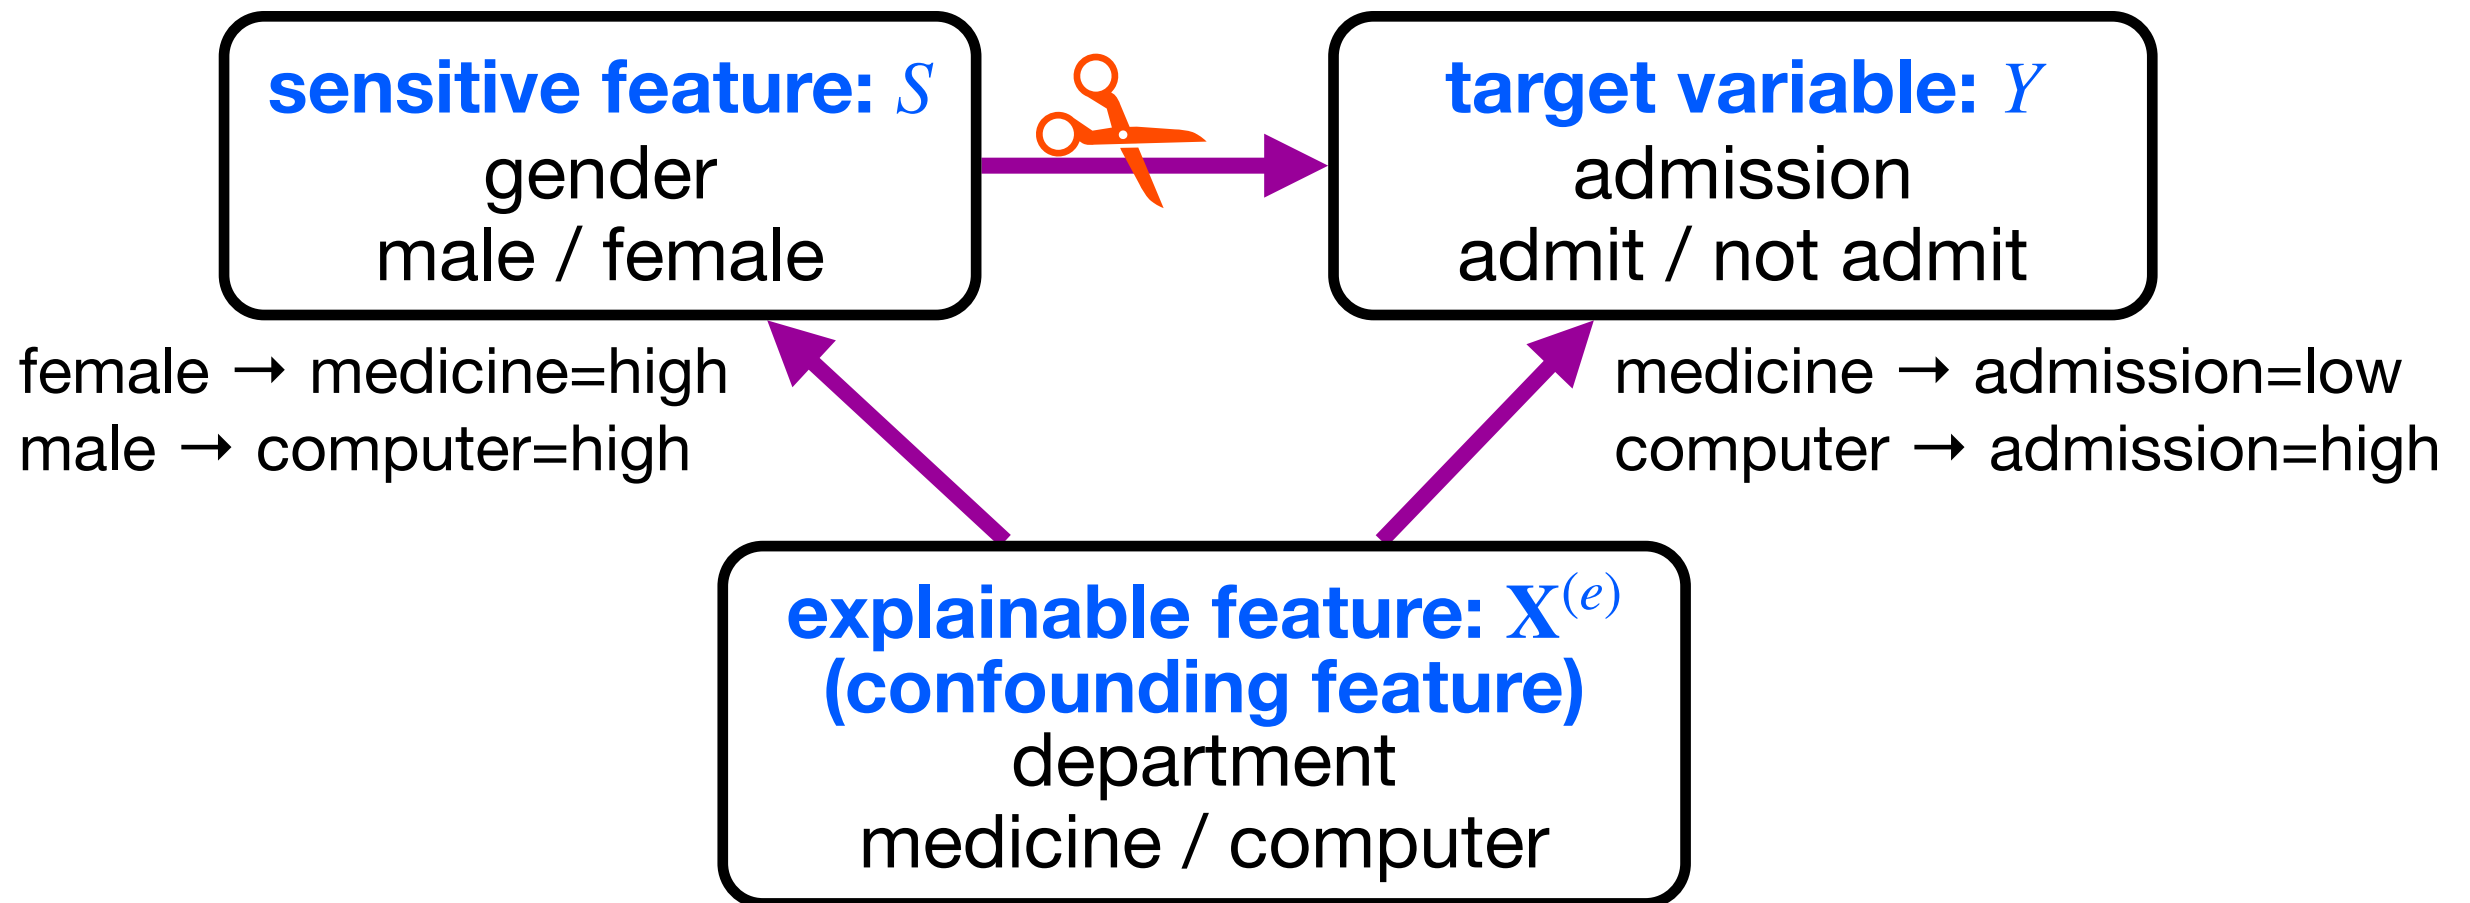 sensitive feature: S
gender
male / female
target variable: Y
admission
admit / not admit
female → medicine=high
male → computer=high
medicine → admission=low
computer → admission=high
explainable feature: X(e)
(confounding feature)
department
medicine / computer